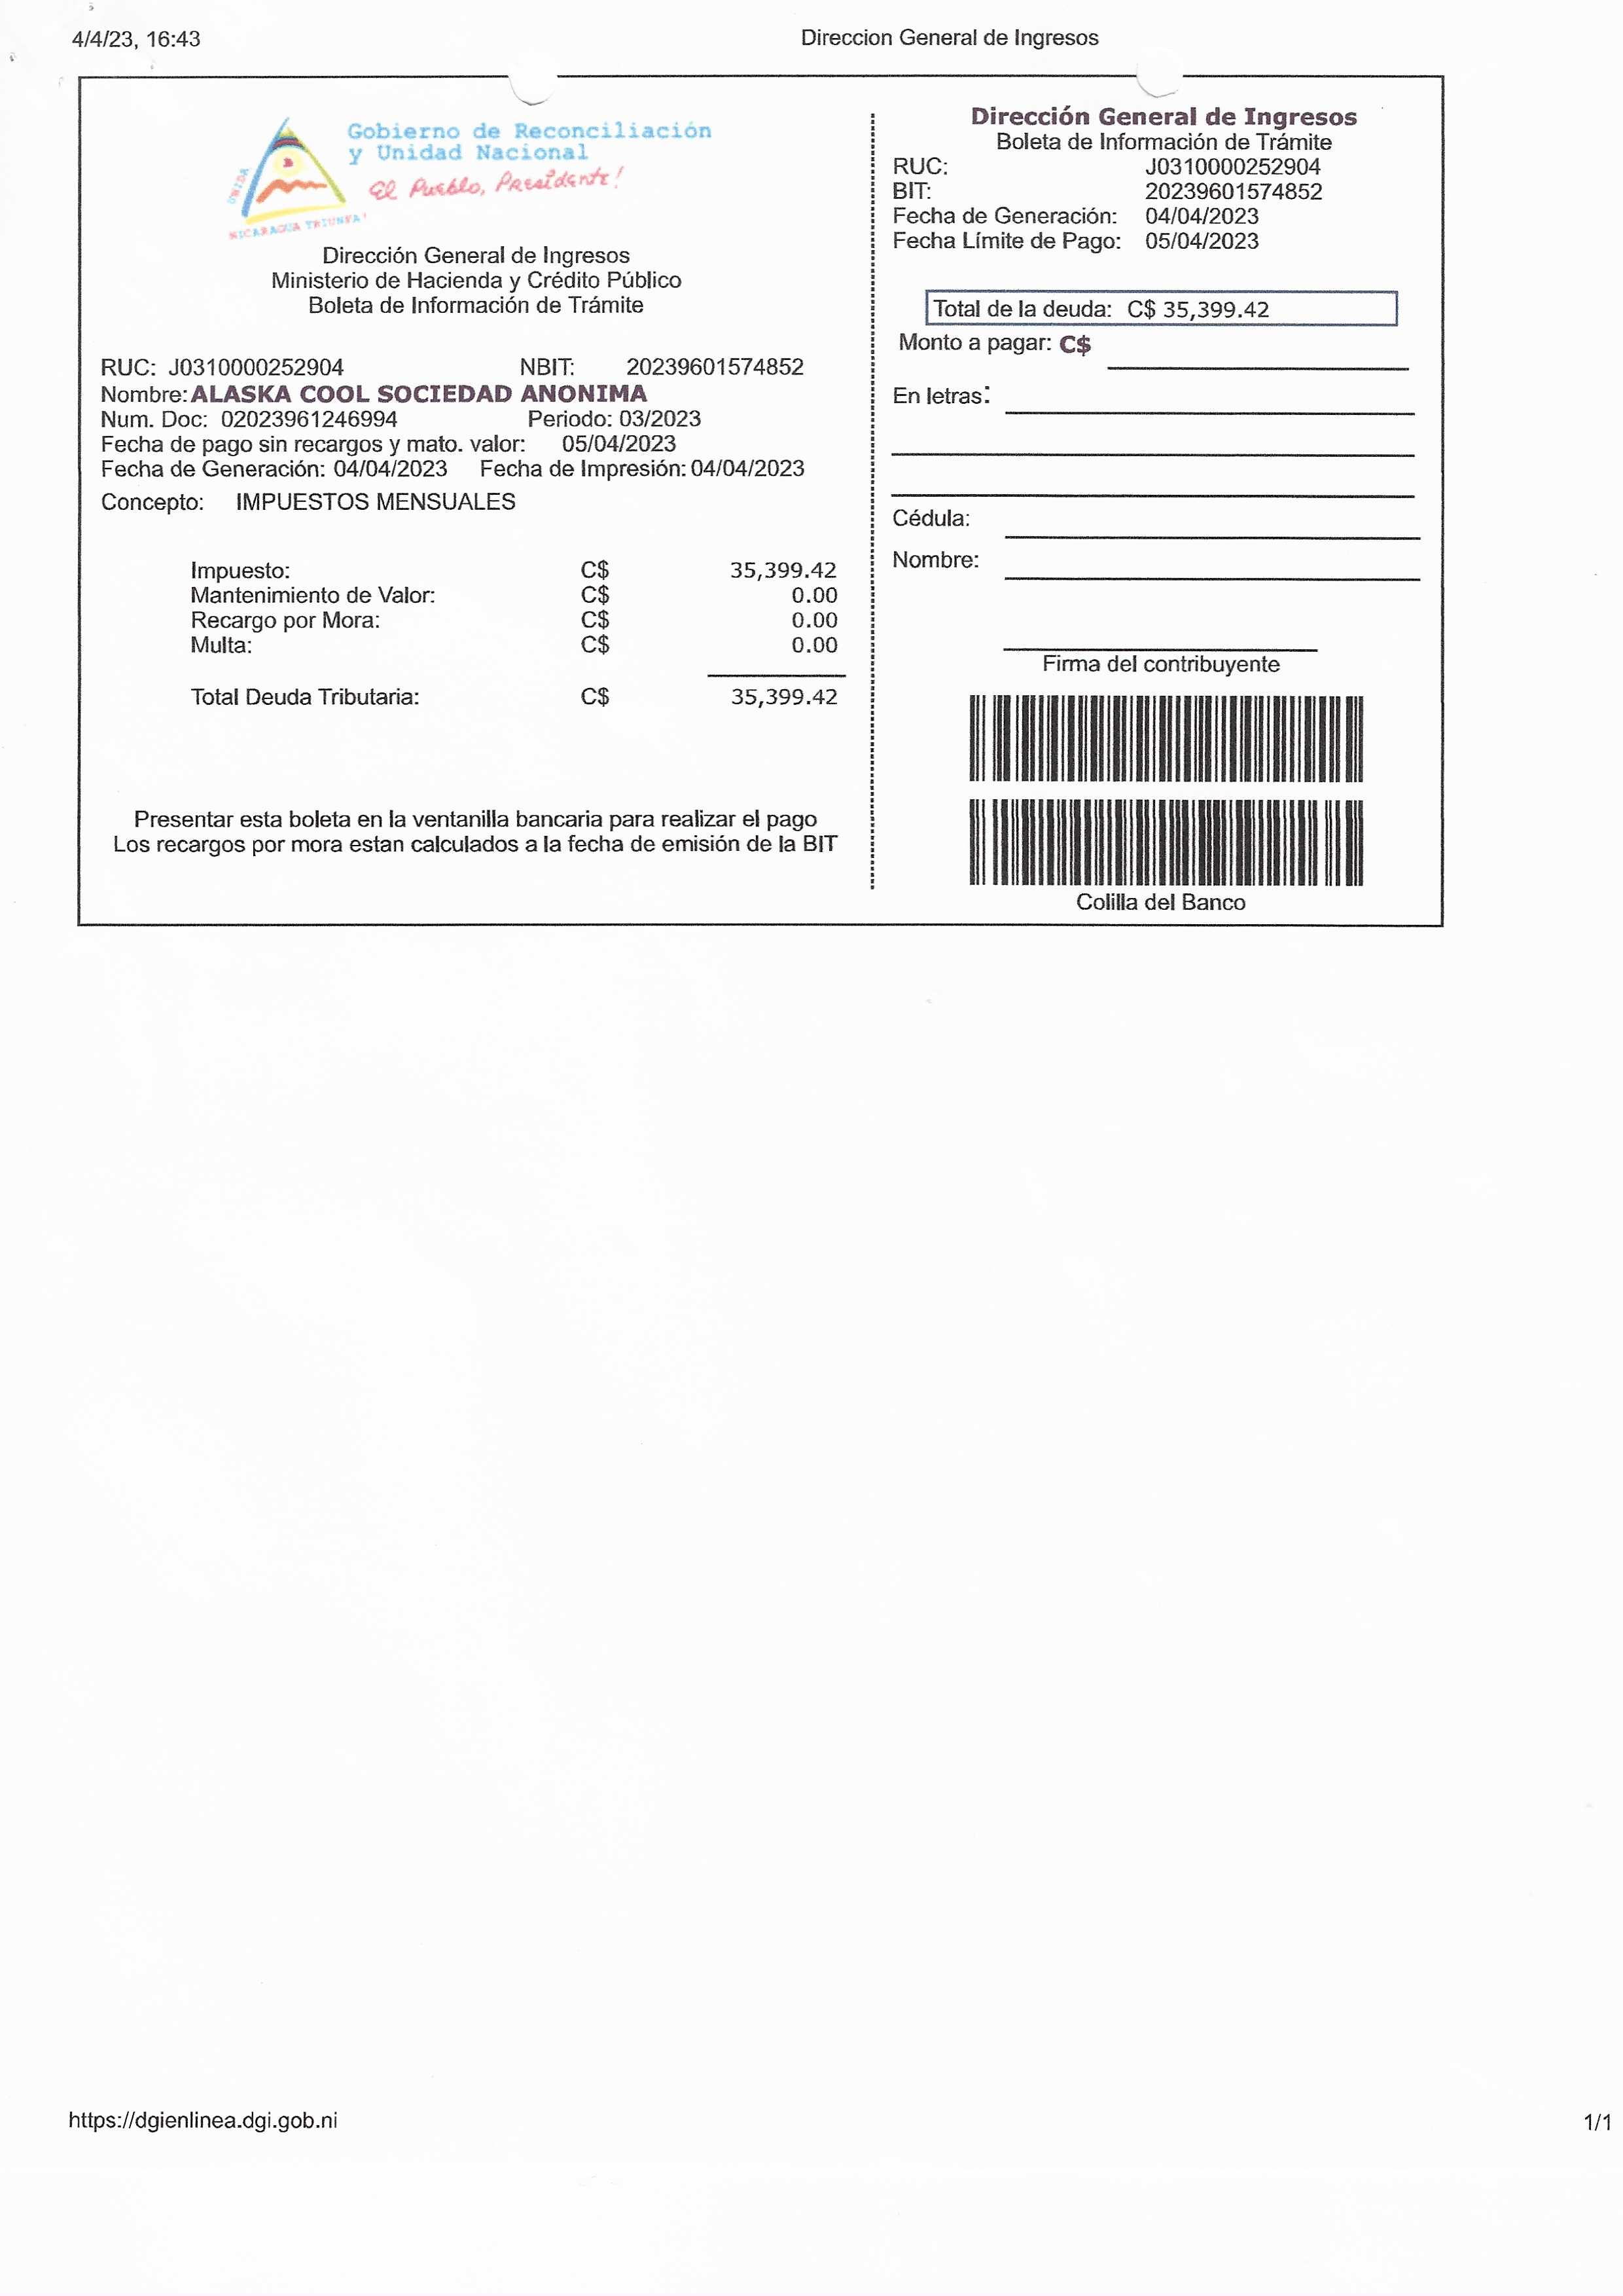 4/4/23, 16:43
Direccion General de Ingresos
Gobierno de Reconciliación
y Unidad Nacional
El Pueblo, Presidente!
UNIDA
NICARAGUA TRIUNFA!
Dirección General de Ingresos
Ministerio de Hacienda y Crédito Público
Boleta de Información de Trámite
RUC: J0310000252904 NBIT: 20239601574852
Nombre: ALASKA COOL SOCIEDAD ANONIMA
Num. Doc: 02023961246994 Periodo: 03/2023
Fecha de pago sin recargos y mato. valor: 05/04/2023
Fecha de Generación: 04/04/2023 Fecha de Impresión: 04/04/2023
Concepto: IMPUESTOS MENSUALES
Impuesto: C$ 35,399.42
Mantenimiento de Valor: C$ 0.00
Recargo por Mora: C$ 0.00
Multa: C$ 0.00
Total Deuda Tributaria: C$ 35,399.42
Presentar esta boleta en la ventanilla bancaria para realizar el pago
Los recargos por mora estan calculados a la fecha de emisión de la BIT
Dirección General de Ingresos
Boleta de Información de Trámite
RUC: J0310000252904
BIT: 20239601574852
Fecha de Generación: 04/04/2023
Fecha Límite de Pago: 05/04/2023
Total de la deuda: C$ 35,399.42
Monto a pagar: C$
En letras:
Cédula:
Nombre:
Firma del contribuyente
Colilla del Banco
https://dgienlinea.dgi.gob.ni
1/1